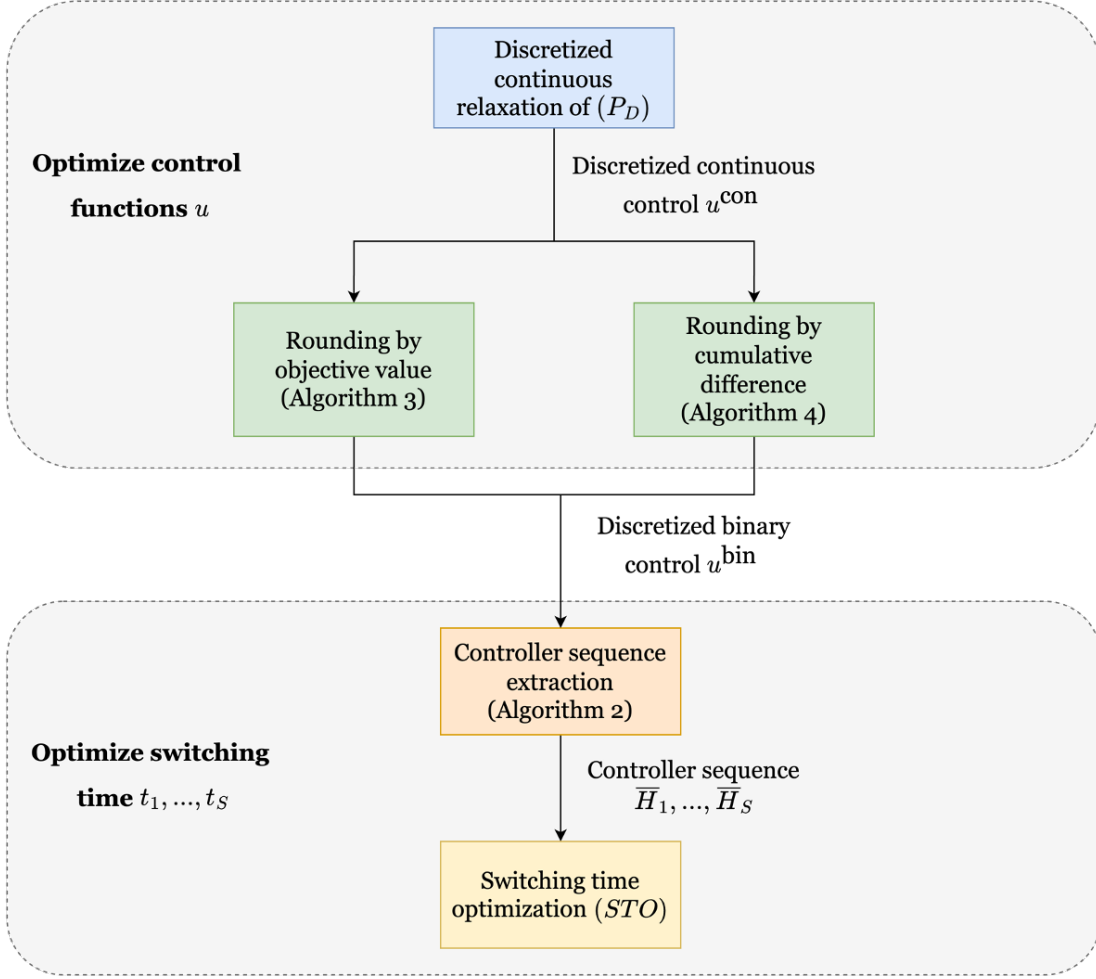 Discretized
continuous
relaxation of (P_D)
Optimize control
functions u
Discretized continuous
control u^con
Rounding by
objective value
(Algorithm 3)
Rounding by
cumulative
difference
(Algorithm 4)
Discretized binary
control u^bin
Controller sequence
extraction
(Algorithm 2)
Optimize switching
time t_1, ..., t_S
Controller sequence
H̅_1, ..., H̅_S
Switching time
optimization (STO)